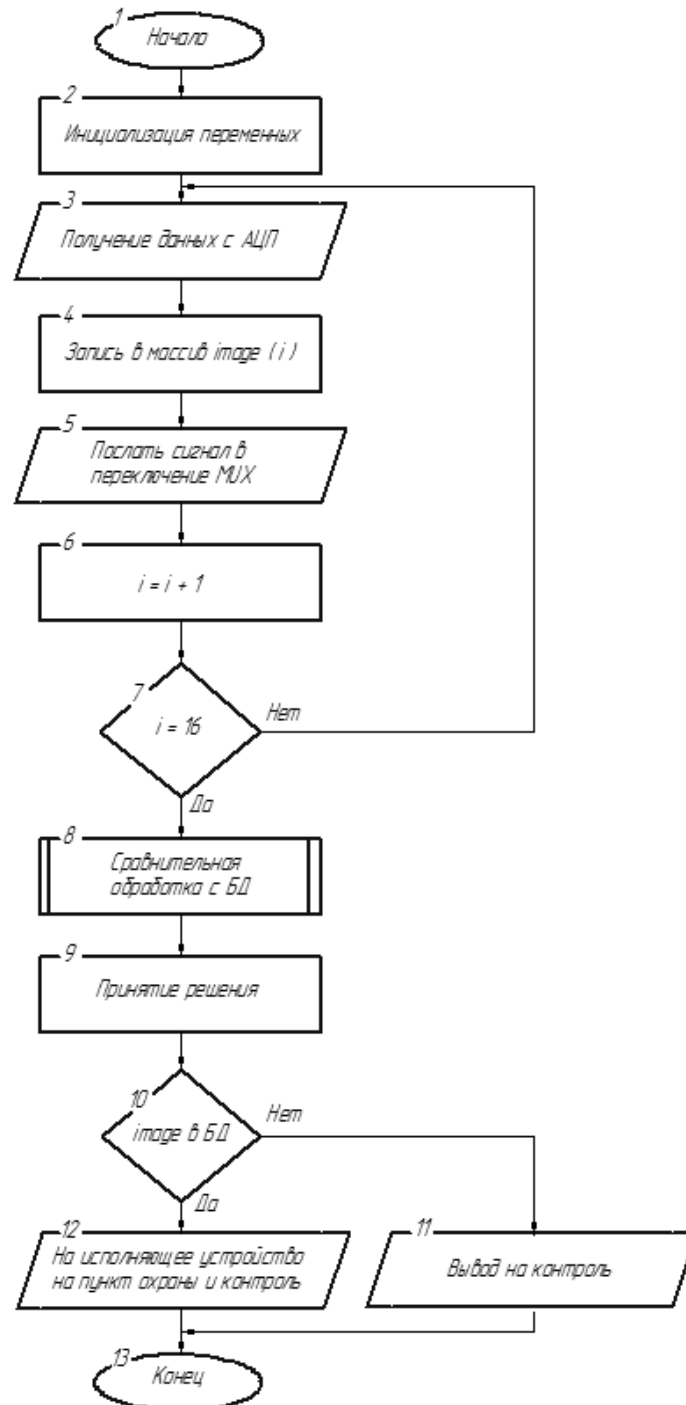 1
Начало
2
Инициализация переменных
3
Получение данных с АЦП
4
Запись в массив image ( i )
5
Послать сигнал в
переключение MUX
6
i = i + 1
7
i = 16
Нет
Да
8
Сравнительная
обработка с БД
9
Принятие решения
10
image в БД
Нет
Да
12
На исполняющее устройство
на пункт охраны и контроль
11
Вывод на контроль
13
Конец